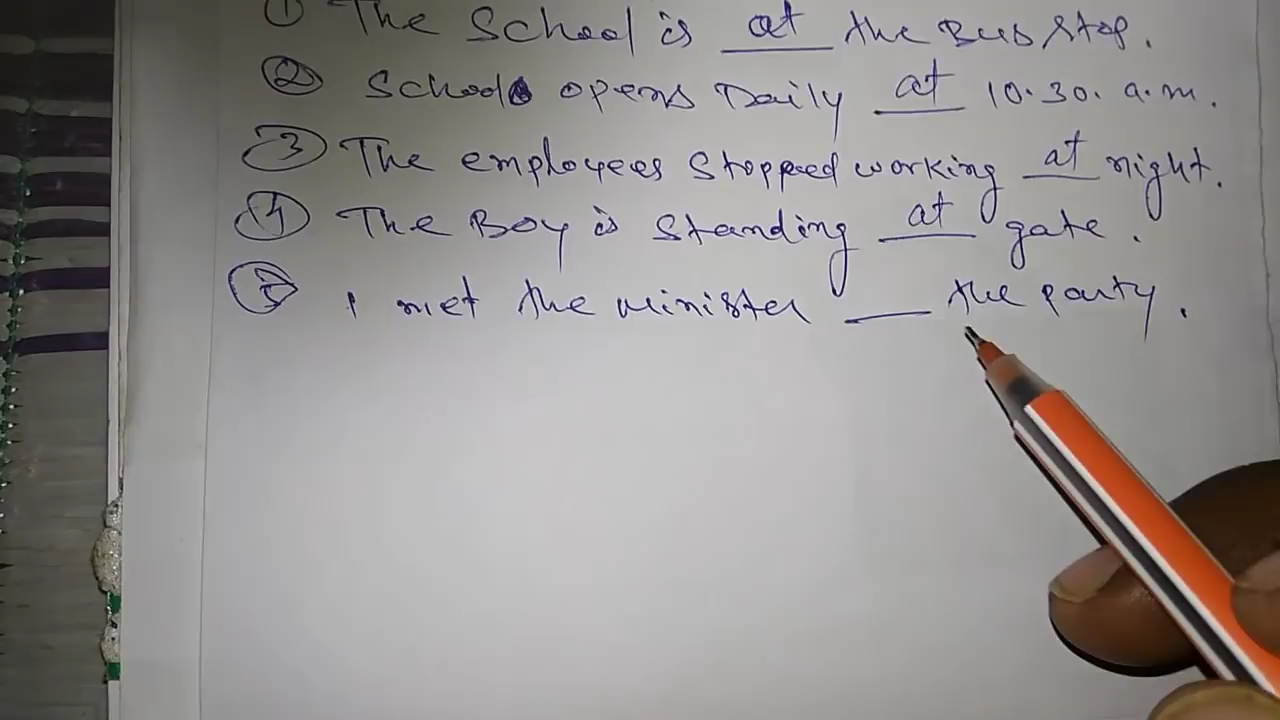 ① The School is at the Bus Stop.
② School opens Daily at 10.30. a.m.
③ The employees stopped working at night.
④ The Boy is standing at gate.
⑤ I met the minister __ the party.